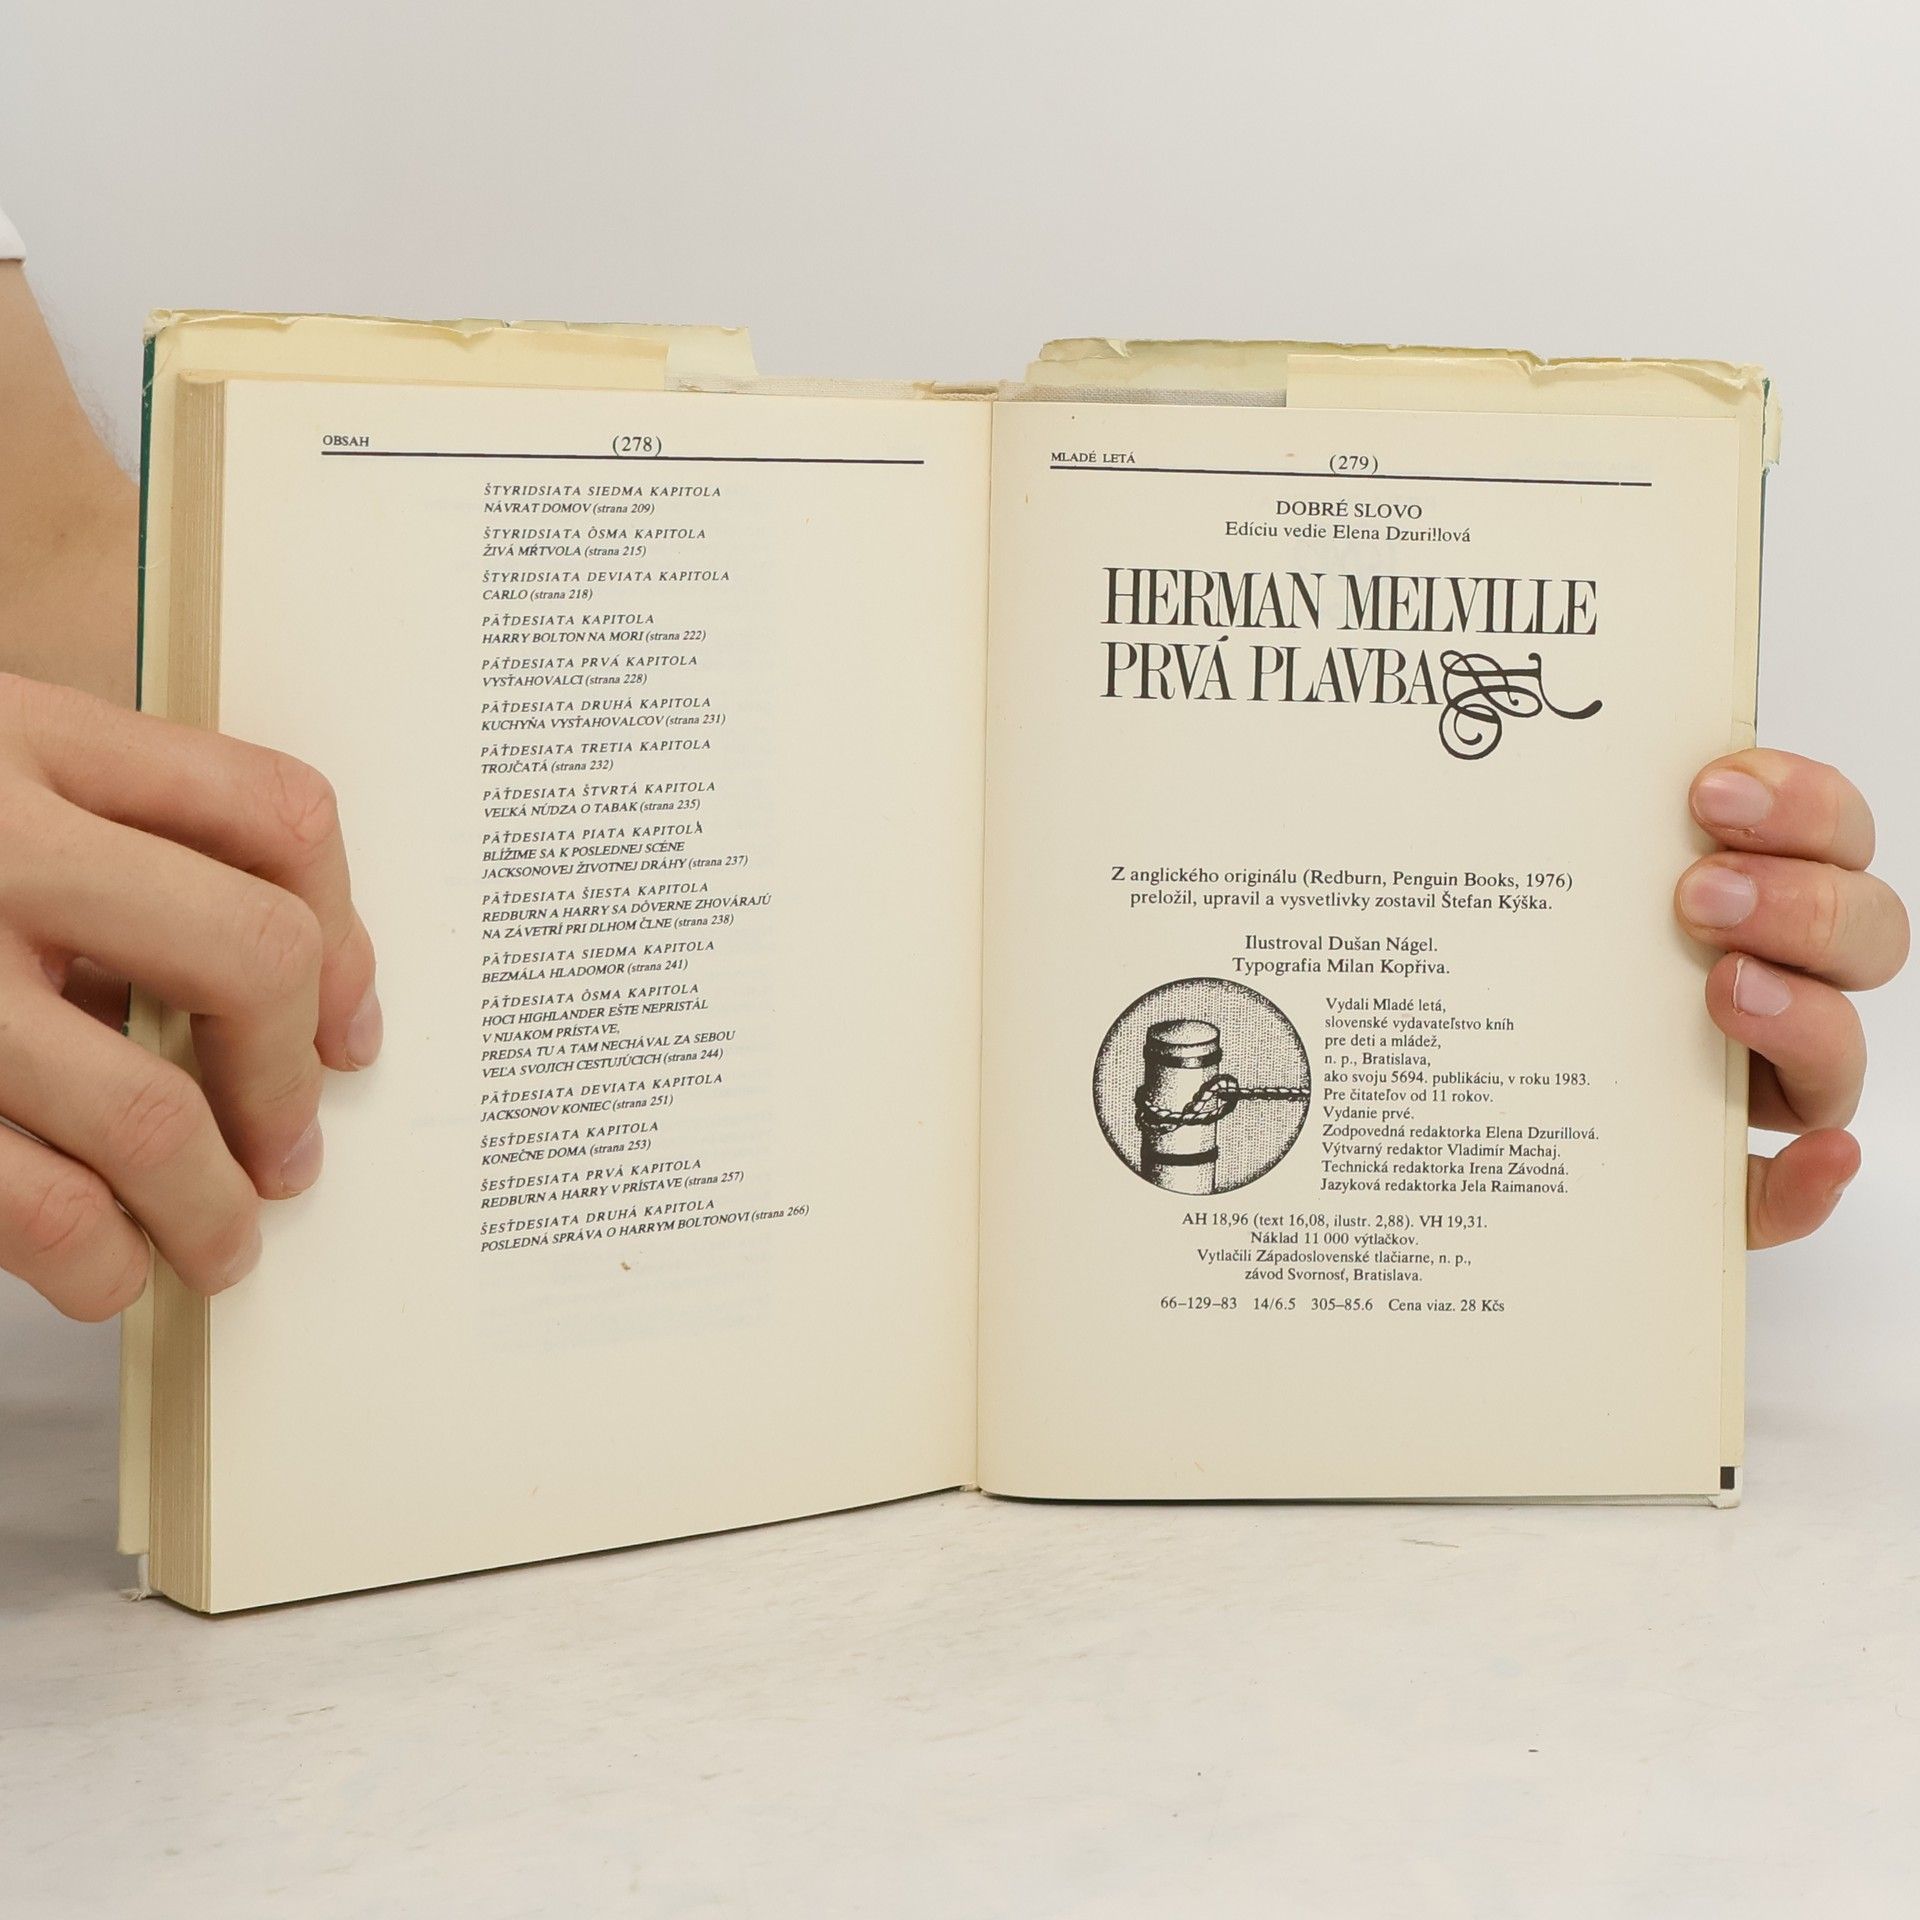 OBSAH
(278)
ŠTYRIDSIATA SIEDMA KAPITOLA
NÁVRAT DOMOV (strana 209)
ŠTYRIDSIATA ÔSMA KAPITOLA
ŽIVÁ MŔTVOLA (strana 215)
ŠTYRIDSIATA DEVIATA KAPITOLA
CARLO (strana 218)
PÄŤDESIATA KAPITOLA
HARRY BOLTON NA MORI (strana 222)
PÄŤDESIATA PRVÁ KAPITOLA
VYSŤAHOVALCI (strana 228)
PÄŤDESIATA DRUHÁ KAPITOLA
KUCHYŇA VYSŤAHOVALCOV (strana 231)
PÄŤDESIATA TRETIA KAPITOLA
TROJČATÁ (strana 232)
PÄŤDESIATA ŠTVRTÁ KAPITOLA
VEĽKÁ NÚDZA O TABAK (strana 235)
PÄŤDESIATA PIATA KAPITOLA
BLÍŽIME SA K POSLEDNEJ SCÉNE
JACKSONOVEJ ŽIVOTNEJ DRÁHY (strana 237)
PÄŤDESIATA ŠIESTA KAPITOLA
REDBURN A HARRY SA DÔVERNE ZHOVÁRAJÚ
NA ZÁVETRÍ PRI DLHOM ČLNE (strana 238)
PÄŤDESIATA SIEDMA KAPITOLA
BEZMÁLA HLADOMOR (strana 241)
PÄŤDESIATA ÔSMA KAPITOLA
HOCI HIGHLANDER EŠTE NEPRISTÁL
V NIJAKOM PRÍSTAVE,
PREDSA TU A TAM NECHÁVAL ZA SEBOU
VEĽA SVOJICH CESTUJÚCICH (strana 244)
PÄŤDESIATA DEVIATA KAPITOLA
JACKSONOV KONIEC (strana 251)
ŠESŤDESIATA KAPITOLA
KONEČNE DOMA (strana 253)
ŠESŤDESIATA PRVÁ KAPITOLA
REDBURN A HARRY V PRÍSTAVE (strana 257)
ŠESŤDESIATA DRUHÁ KAPITOLA
POSLEDNÁ SPRÁVA O HARRYM BOLTONOVI (strana 266)
MLADÉ LETÁ
(279)
DOBRÉ SLOVO
Edíciu vedie Elena Dzurillová
HERMAN MELVILLE
PRVÁ PLAVBA
Z anglického originálu (Redburn, Penguin Books, 1976)
preložil, upravil a vysvetlivky zostavil Štefan Kýška.
Ilustroval Dušan Nágel.
Typografia Milan Kopřiva.
Vydali Mladé letá,
slovenské vydavateľstvo kníh
pre deti a mládež,
n. p., Bratislava,
ako svoju 5694. publikáciu, v roku 1983.
Pre čitateľov od 11 rokov.
Vydanie prvé.
Zodpovedná redaktorka Elena Dzurillová.
Výtvarný redaktor Vladimír Machaj.
Technická redaktorka Irena Závodná.
Jazyková redaktorka Jela Raimanová.
AH 18,96 (text 16,08, ilustr. 2,88). VH 19,31.
Náklad 11 000 výtlačkov.
Vytlačili Západoslovenské tlačiarne, n. p.,
závod Svornosť, Bratislava.
66–129–83 14/6.5 305–85.6 Cena viaz. 28 Kčs